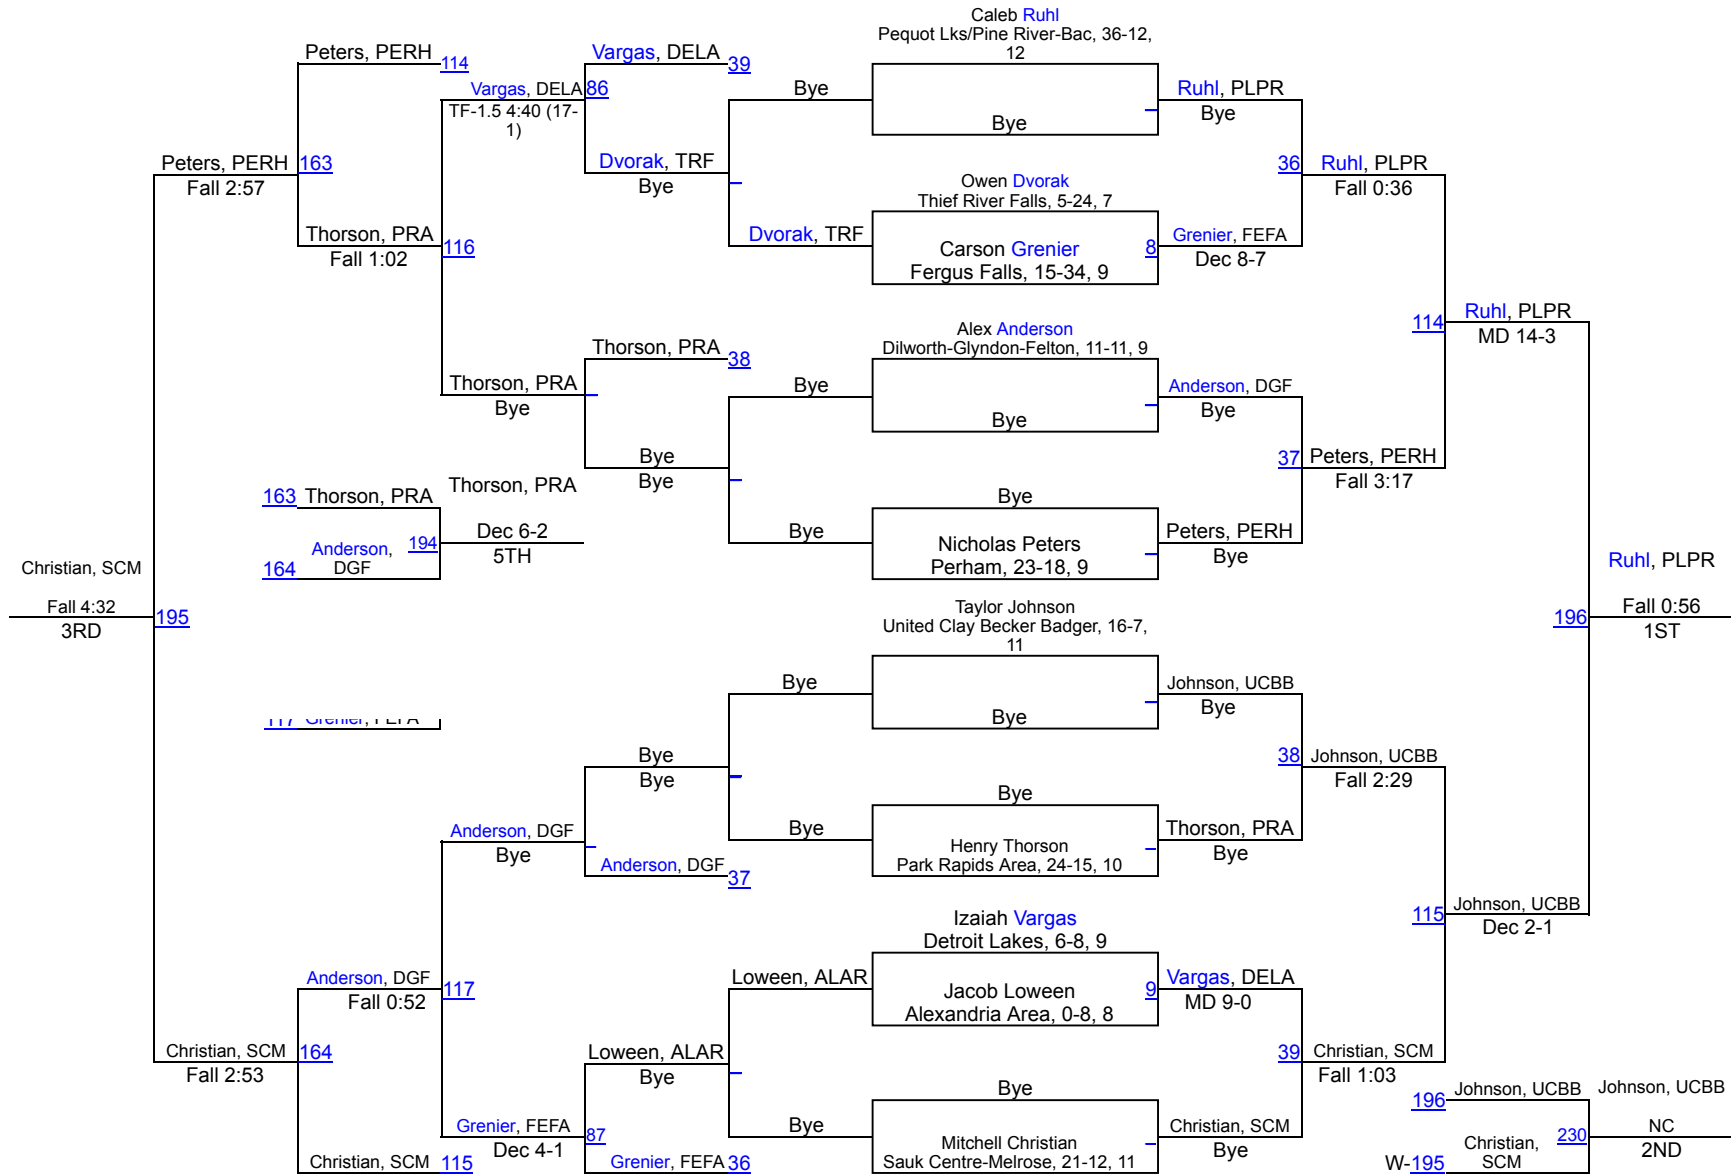 Caleb Ruhl
Pequot Lks/Pine River-Bac, 36-12,
12
Peters, PERH
114
Vargas, DELA
39
Vargas, DELA
86
TF-1.5 4:40 (17-
1)
Bye
Bye
Ruhl, PLPR
Bye
Peters, PERH
163
Fall 2:57
Dvorak, TRF
Bye
36
Ruhl, PLPR
Fall 0:36
Owen Dvorak
Thief River Falls, 5-24, 7
Thorson, PRA
116
Fall 1:02
Dvorak, TRF
Carson Grenier
8
Fergus Falls, 15-34, 9
Grenier, FEFA
Dec 8-7
Alex Anderson
Dilworth-Glyndon-Felton, 11-11, 9
114
Ruhl, PLPR
MD 14-3
Thorson, PRA
38
Thorson, PRA
Bye
Bye
Bye
Anderson, DGF
Bye
Bye
Bye
37
Peters, PERH
Fall 3:17
163
Thorson, PRA
Thorson, PRA
Bye
Anderson,
DGF
194
164
Dec 6-2
5TH
Bye
Nicholas Peters
Perham, 23-18, 9
Peters, PERH
Bye
Christian, SCM
Fall 4:32
3RD
195
Ruhl, PLPR
196
Fall 0:56
1ST
Taylor Johnson
United Clay Becker Badger, 16-7,
11
Bye
Bye
Johnson, UCBB
Bye
117 Grenier, FEFA
Bye
Bye
38
Johnson, UCBB
Fall 2:29
Bye
Anderson, DGF
Bye
Bye
Henry Thorson
Park Rapids Area, 24-15, 10
Thorson, PRA
Bye
Anderson, DGF
37
Izaiah Vargas
Detroit Lakes, 6-8, 9
115
Johnson, UCBB
Dec 2-1
Anderson, DGF
117
Fall 0:52
Loween, ALAR
Jacob Loween
9
Alexandria Area, 0-8, 8
Vargas, DELA
MD 9-0
Christian, SCM
164
Fall 2:53
Loween, ALAR
Bye
39
Christian, SCM
Fall 1:03
Bye
196
Johnson, UCBB
Johnson, UCBB
Grenier, FEFA
87
Dec 4-1
Bye
Mitchell Christian
Sauk Centre-Melrose, 21-12, 11
Christian, SCM
Bye
Christian,
SCM
230
NC
2ND
Christian, SCM
115
Grenier, FEFA
36
W-195